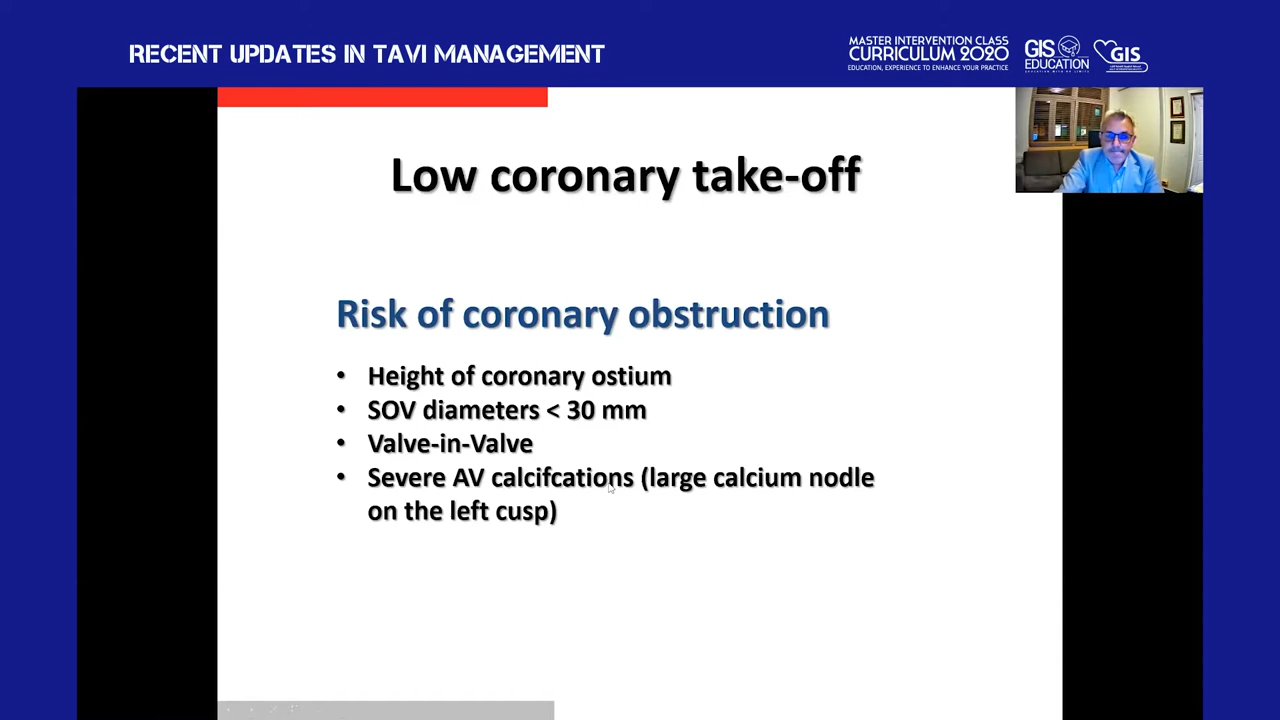 RECENT UPDATES IN TAVI MANAGEMENT
MASTER INTERVENTION CLASS
CURRICULUM 2020
EDUCATION, EXPERIENCE TO ENHANCE YOUR PRACTICE
GIS
EDUCATION
GIS
Low coronary take-off
Risk of coronary obstruction
• Height of coronary ostium
• SOV diameters < 30 mm
• Valve-in-Valve
• Severe AV calcifcations (large calcium nodle
on the left cusp)